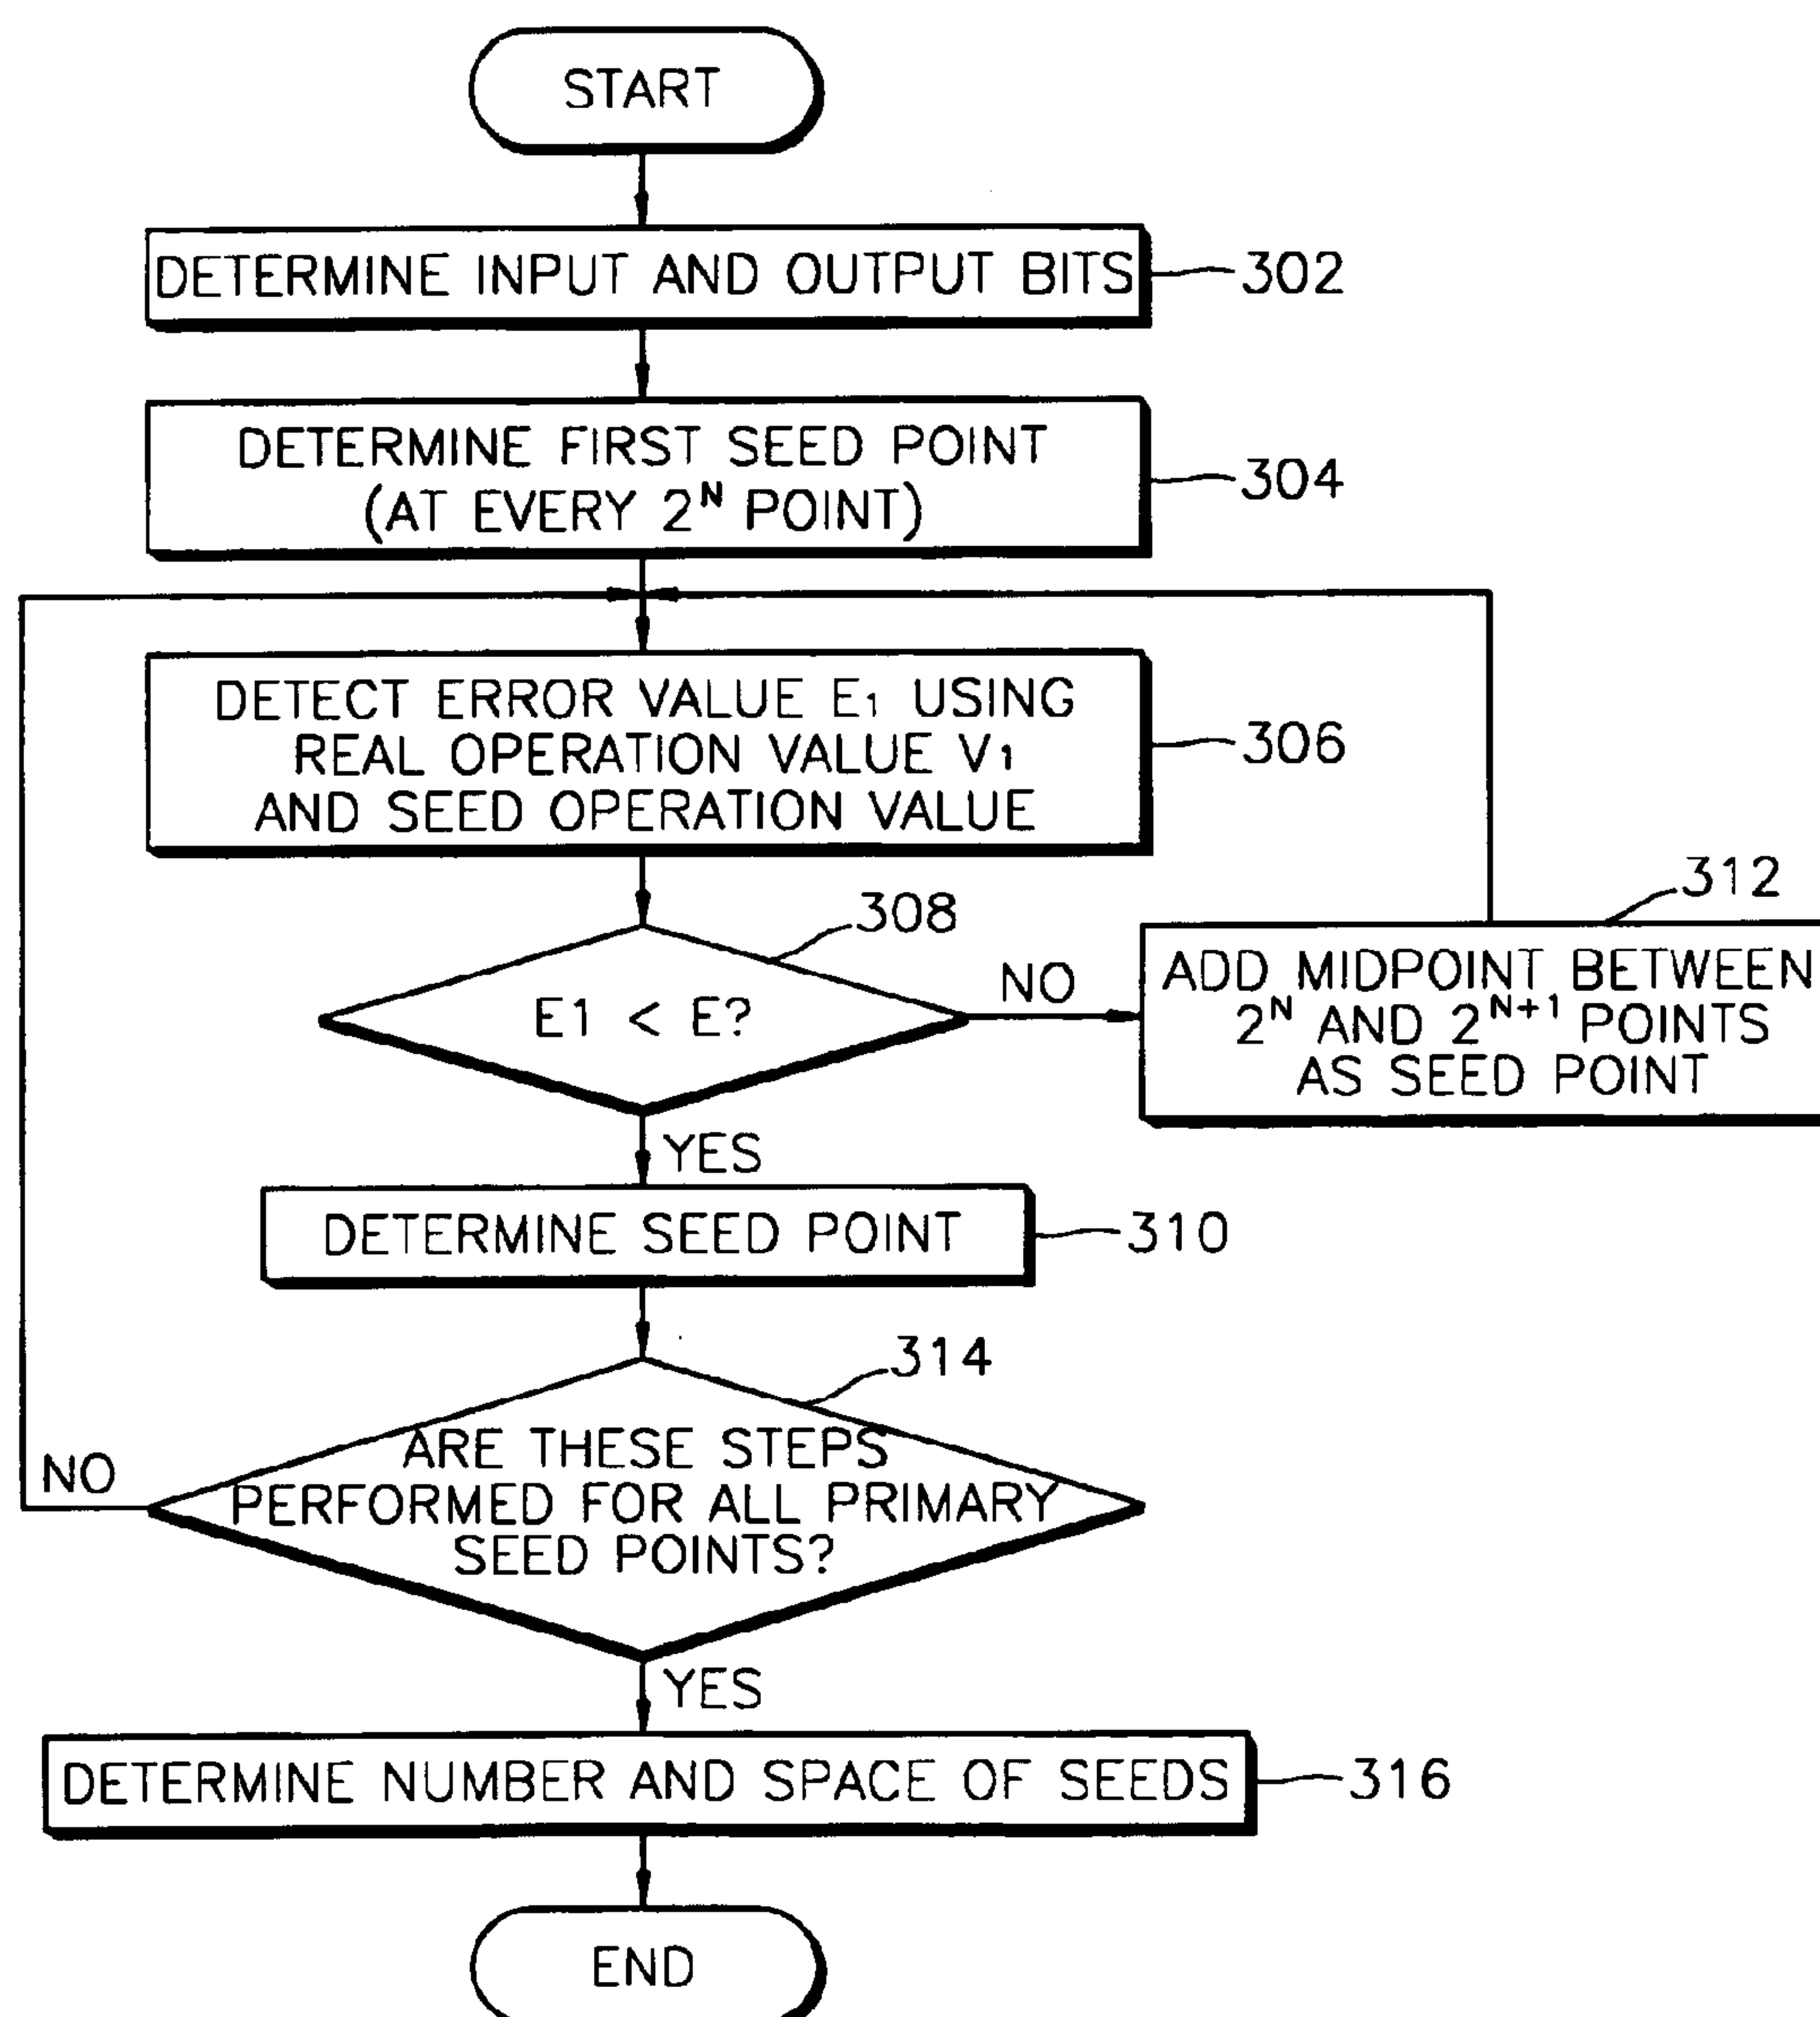 START
DETERMINE INPUT AND OUTPUT BITS
302
DETERMINE FIRST SEED POINT
(AT EVERY 2^N POINT)
304
DETECT ERROR VALUE E1 USING
REAL OPERATION VALUE V1
AND SEED OPERATION VALUE
306
308
E1 < E?
NO
312
ADD MIDPOINT BETWEEN
2^N AND 2^N+1 POINTS
AS SEED POINT
YES
DETERMINE SEED POINT
310
314
ARE THESE STEPS
PERFORMED FOR ALL PRIMARY
SEED POINTS?
NO
YES
DETERMINE NUMBER AND SPACE OF SEEDS
316
END